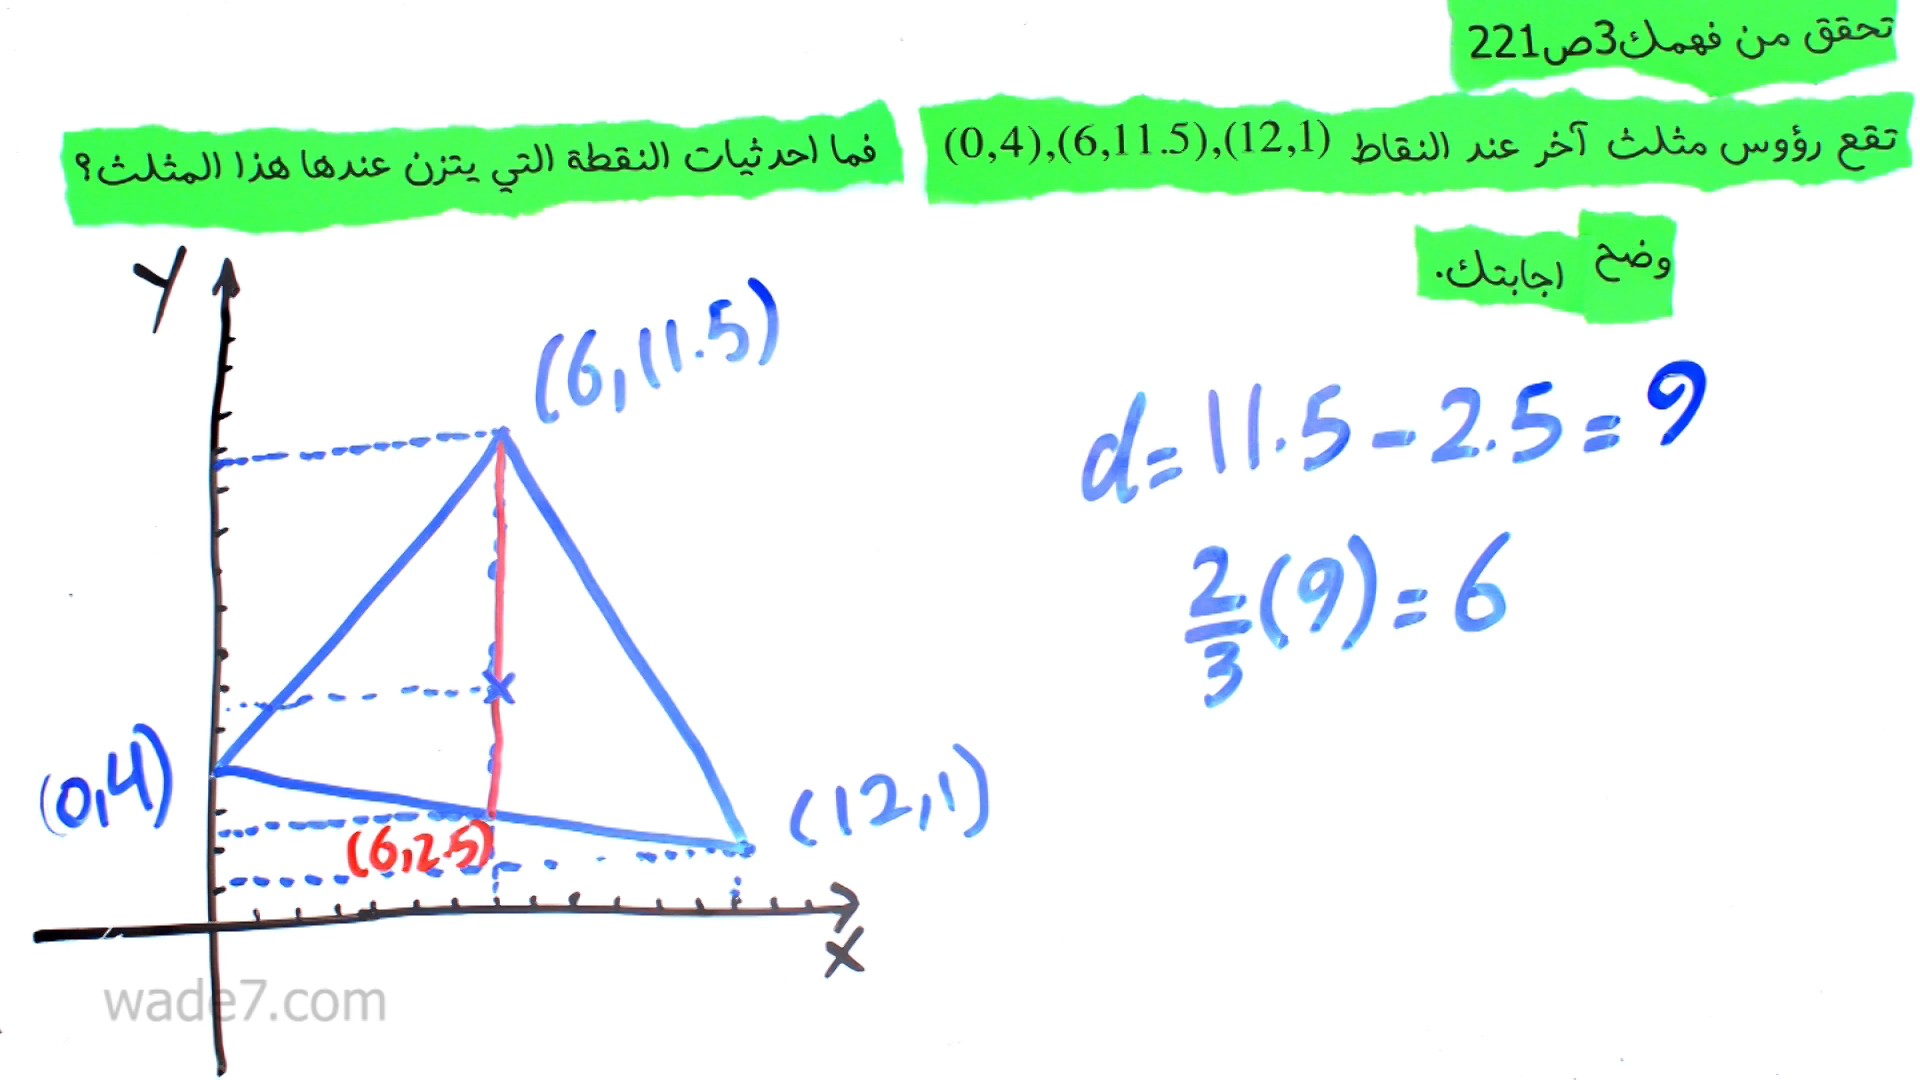 تحقق من فهمك3ص221
تقع رؤوس مثلث آخر عند النقاط (0,4),(6,11.5),(12,1) فما احدثيات النقطة التي يتزن عندها هذا المثلث؟
وضح اجابتك.
Y
(6,11.5)
d=11.5-2.5=9
2/3(9)=6
x
(0,4)
(12,1)
(6,2.5)
X
wade7.com